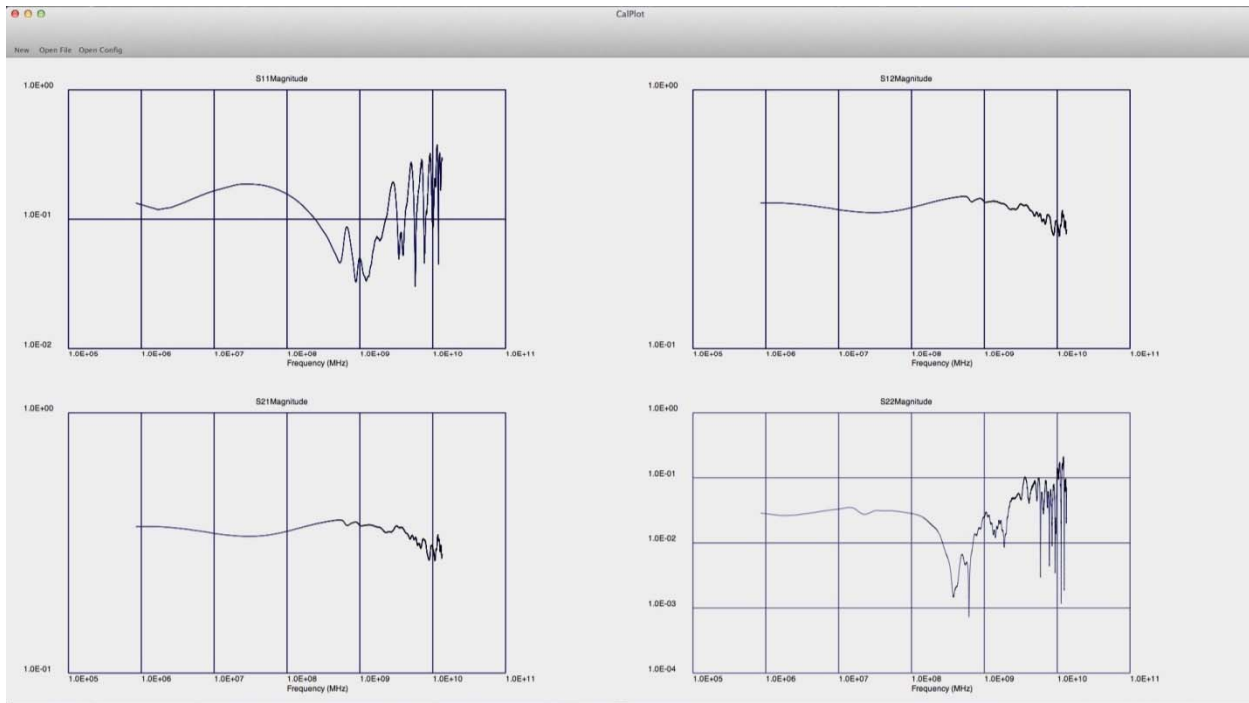 CalPlot
New Open File Open Config
S11Magnitude
1.0E+00
1.0E-01
1.0E-02
1.0E+05 1.0E+06 1.0E+07 1.0E+08 1.0E+09 1.0E+10 1.0E+11
Frequency (MHz)
S12Magnitude
1.0E+00
1.0E-01
1.0E+05 1.0E+06 1.0E+07 1.0E+08 1.0E+09 1.0E+10 1.0E+11
Frequency (MHz)
S21Magnitude
1.0E+00
1.0E-01
1.0E+05 1.0E+06 1.0E+07 1.0E+08 1.0E+09 1.0E+10 1.0E+11
Frequency (MHz)
S22Magnitude
1.0E+00
1.0E-01
1.0E-02
1.0E-03
1.0E-04
1.0E+05 1.0E+06 1.0E+07 1.0E+08 1.0E+09 1.0E+10 1.0E+11
Frequency (MHz)